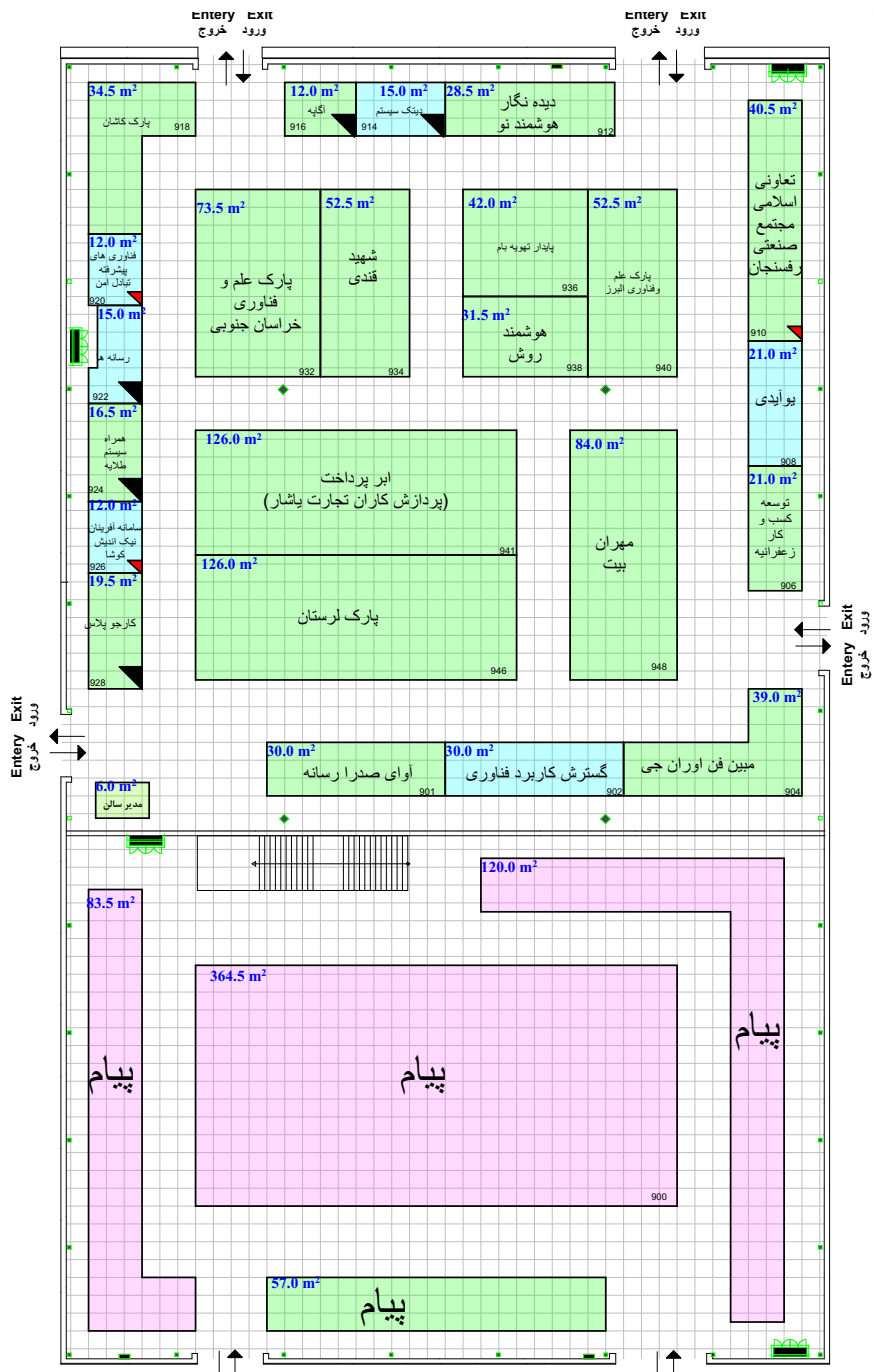 Entery Exit
خروج ورود
Entery Exit
خروج ورود
34.5 m²
پارک کاشان
918
12.0 m²
آگاپه
916
15.0 m²
دیتک سیستم
914
28.5 m²
دیده نگار
هوشمند نو
912
40.5 m²
تعاونی
اسلامی
مجتمع
صنعتی
رفسنجان
910
73.5 m²
پارک علم و
فناوری
خراسان جنوبی
932
52.5 m²
شهید
قندی
934
42.0 m²
پایدار تهویه بام
936
52.5 m²
پارک علم
وفناوری البرز
940
31.5 m²
هوشمند
روش
938
12.0 m²
فناوری های
پیشرفته
تبادل امن
920
15.0 m²
رسانه ها
922
21.0 m²
یوآیدی
908
16.5 m²
همراه
سیستم
طلایه
924
126.0 m²
ابر پرداخت
(پردازش کاران تجارت یاشار)
941
84.0 m²
مهران
بیت
948
21.0 m²
توسعه
کسب و
کار
زعفرانیه
906
12.0 m²
سامانه آفرینان
نیک اندیش
کوشا
926
126.0 m²
پارک لرستان
946
19.5 m²
کارجو پلاس
928
Entery Exit
خروج ورود
Entery Exit
خروج ورود
39.0 m²
مبین فن اوران جی
904
30.0 m²
آوای صدرا رسانه
901
30.0 m²
گسترش کاربرد فناوری
902
6.0 m²
مدیر سالن
120.0 m²
پیام
83.5 m²
پیام
364.5 m²
پیام
900
57.0 m²
پیام